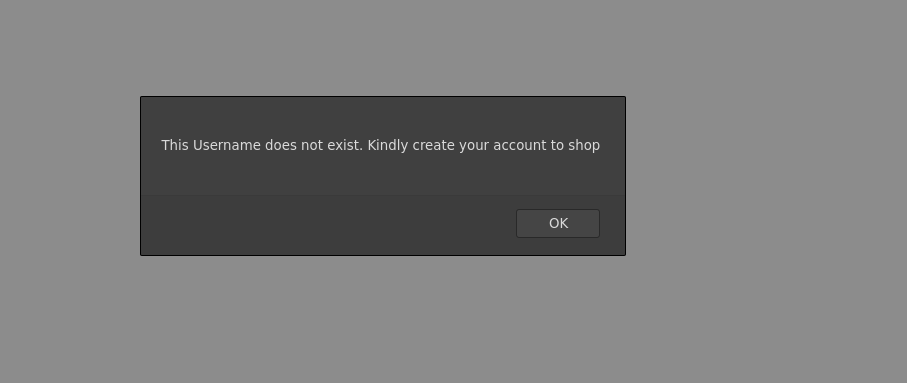 This Username does not exist. Kindly create your account to shop
OK